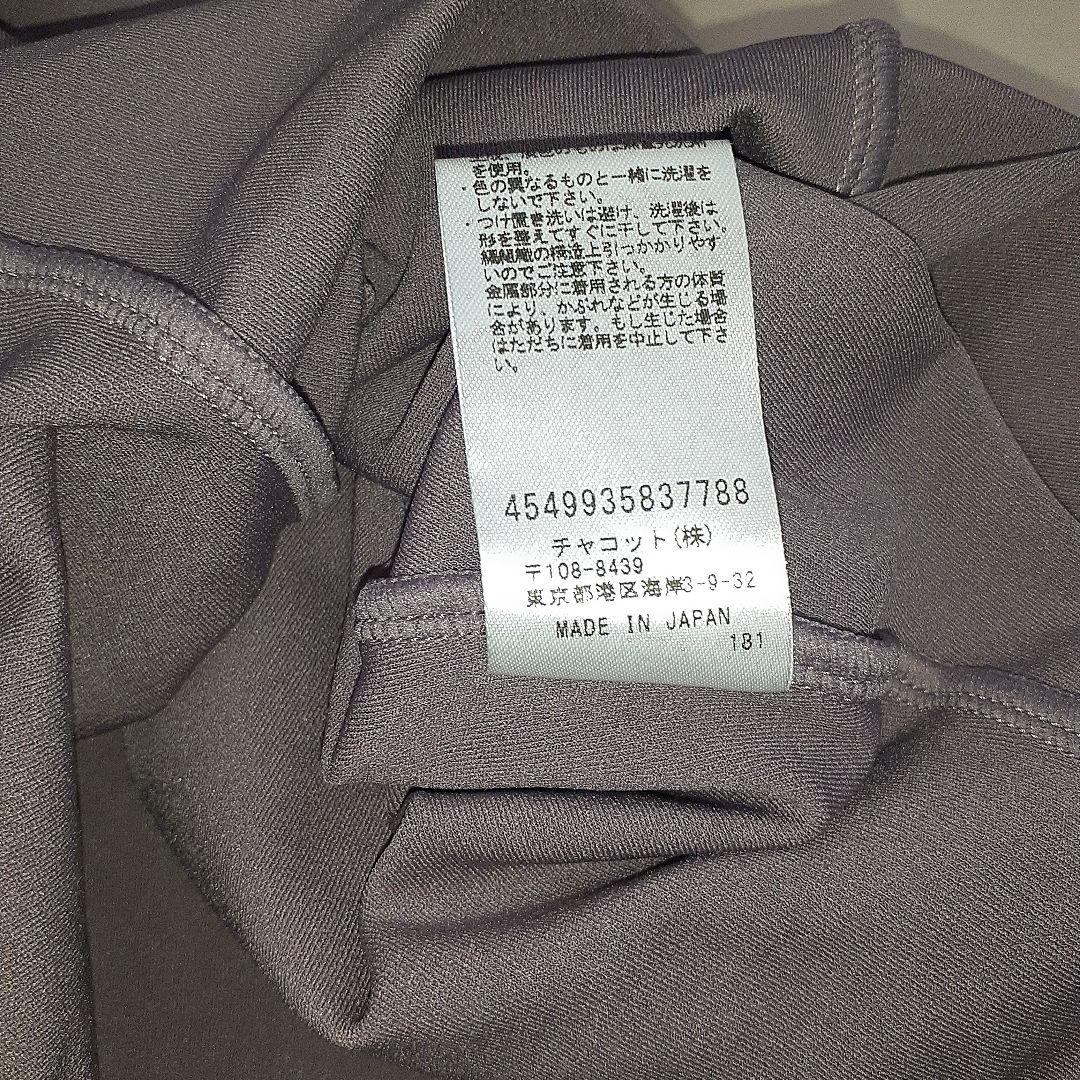 を使用。
・色の異なるものと一緒に洗濯を
しないで下さい。
・つけ置き洗いは避け、洗濯後は
形を整えてすぐに干して下さい。
構造上引っかかりやす
いのでご注意下さい。
金属部分に着用される方の体質
により、かぶれなどが生じる場
合があります。もし生じた場合
はただちに着用を中止して下さ
い。
4549935837788
チャコット(株)
〒108-8439
東京都港区海岸3-9-32
MADE IN JAPAN
181